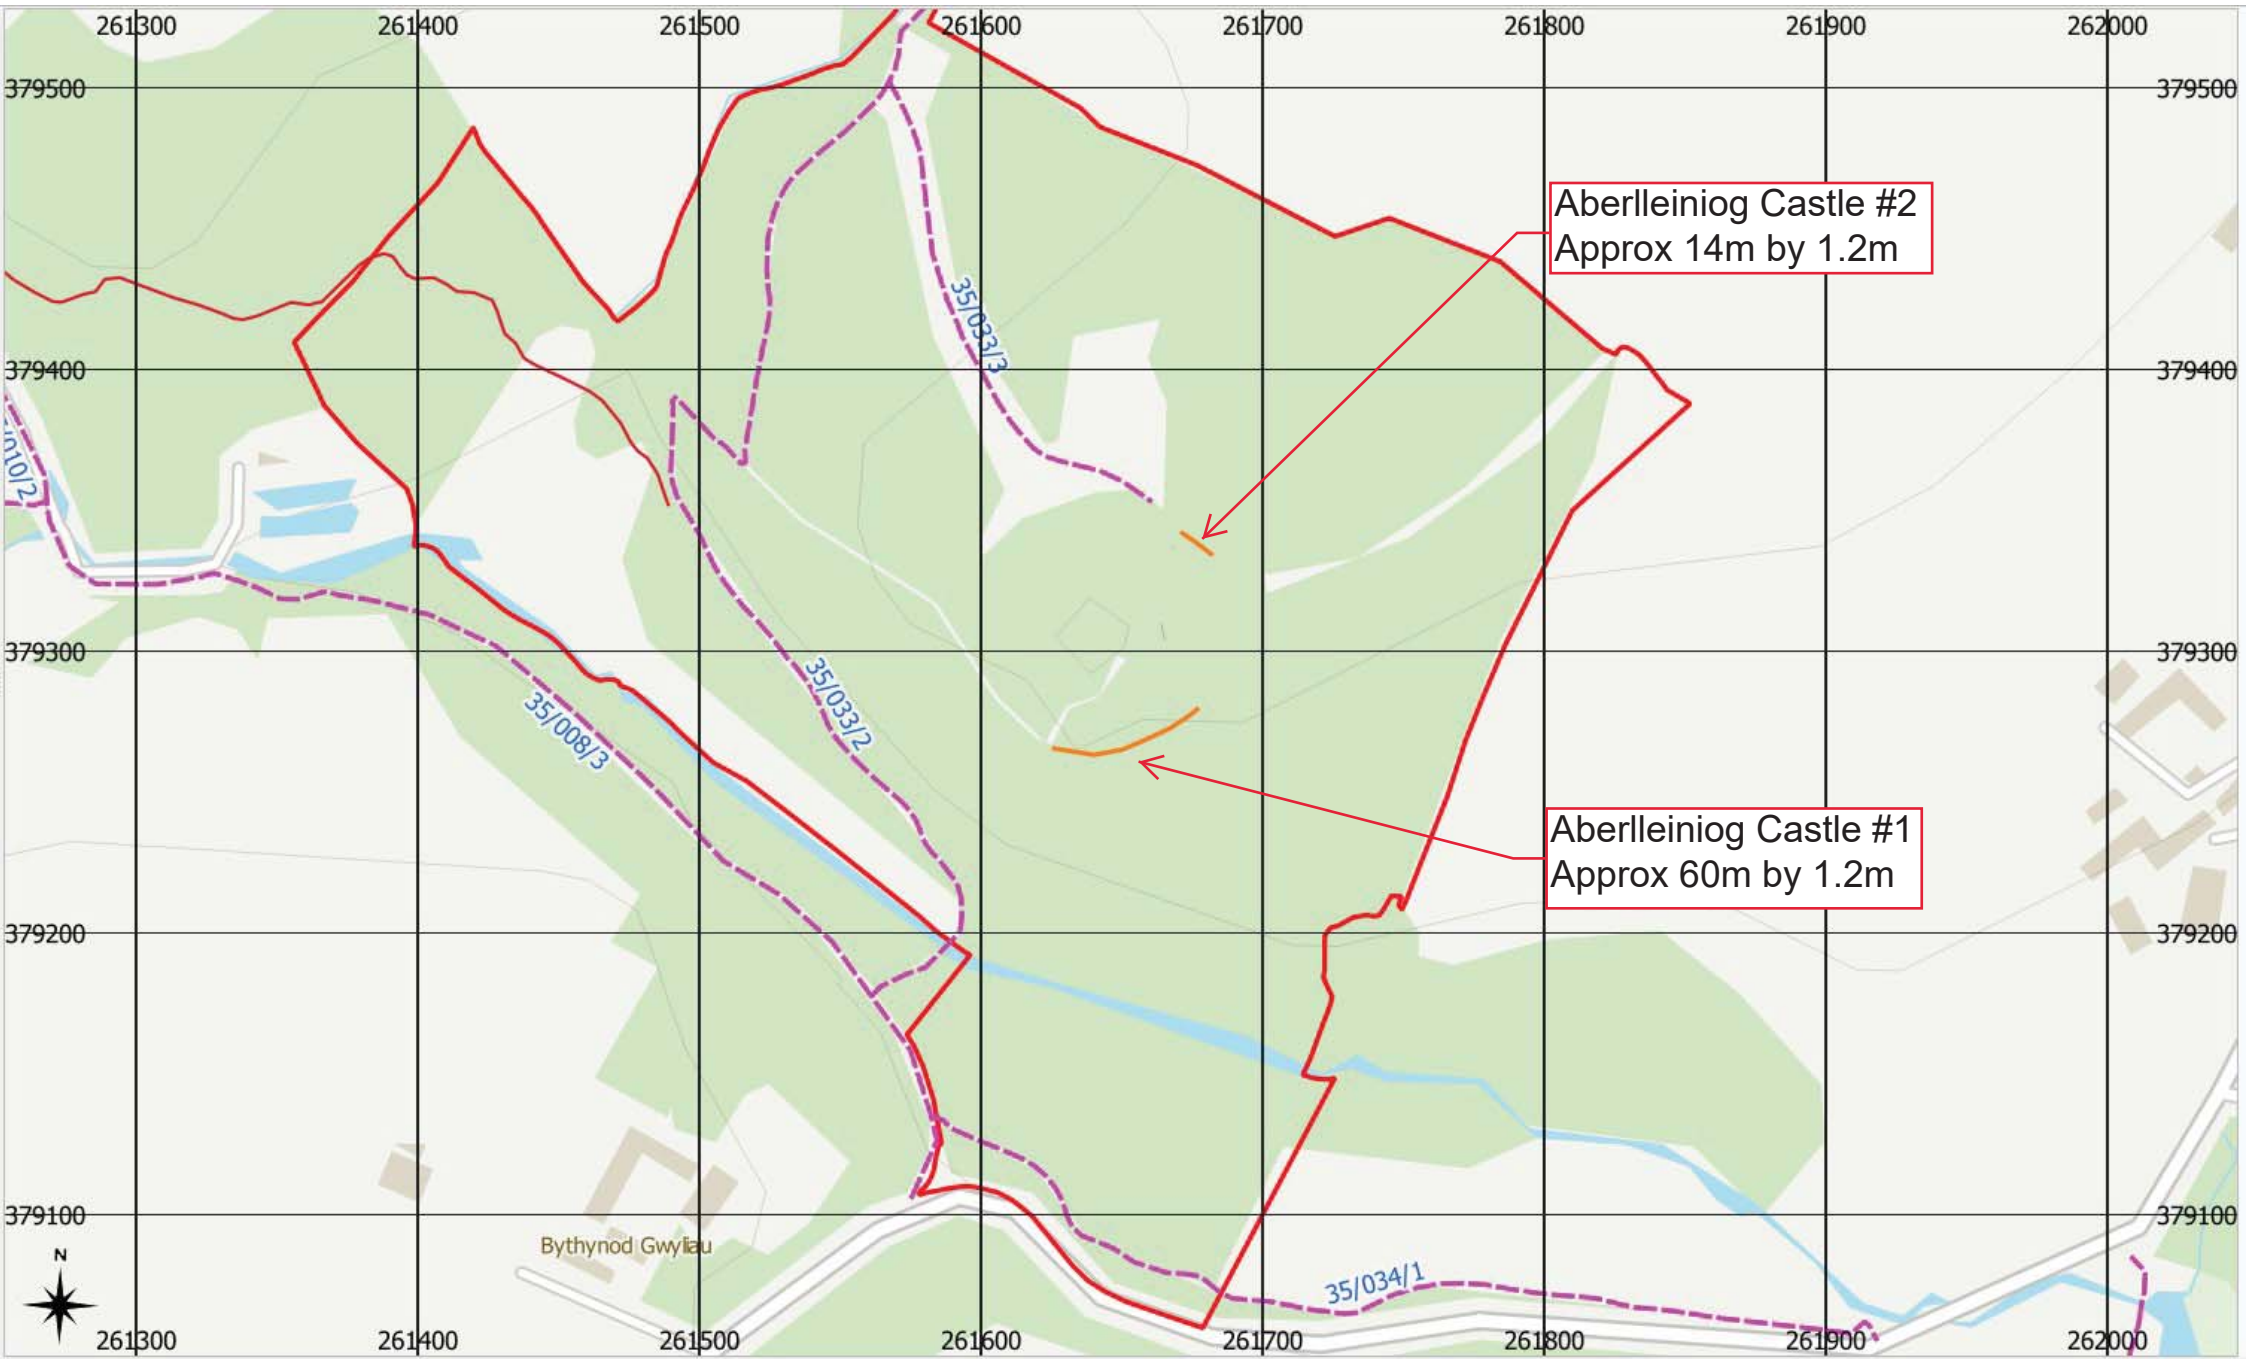 261300 261400 261500 261600 261700 261800 261900 262000
379500 379500
Aberlleiniog Castle #2
Approx 14m by 1.2m
35/033/3
379400 379400
/010/2
379300 379300
35/033/2
35/008/3
Aberlleiniog Castle #1
Approx 60m by 1.2m
379200 379200
379100 379100
Bythynod Gwyliau
N
35/034/1
261300 261400 261500 261600 261700 261800 261900 262000